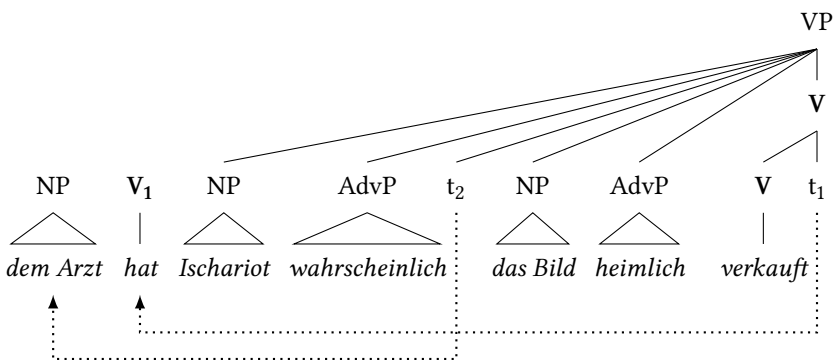 VP
V
NP V₁ NP AdvP t₂ NP AdvP V t₁
dem Arzt hat Ischariot wahrscheinlich das Bild heimlich verkauft